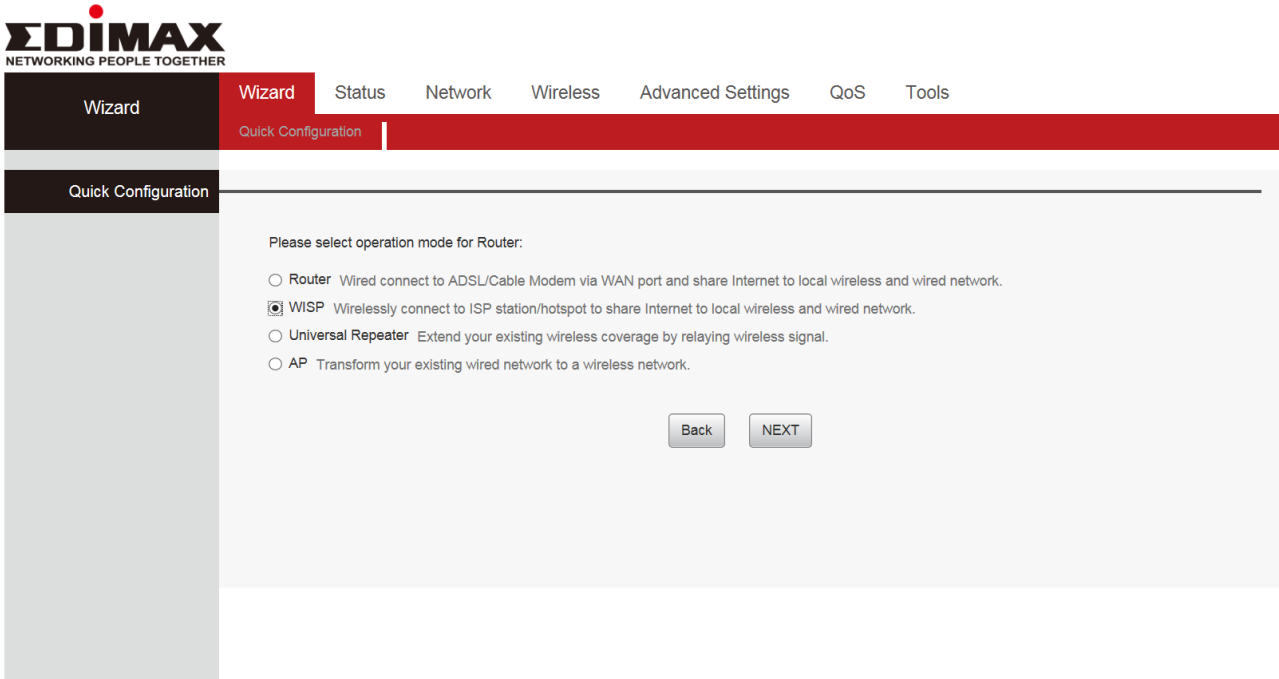 EDIMAX
NETWORKING PEOPLE TOGETHER
Wizard
Wizard Status Network Wireless Advanced Settings QoS Tools
Quick Configuration
Quick Configuration
Please select operation mode for Router:
Router Wired connect to ADSL/Cable Modem via WAN port and share Internet to local wireless and wired network.
WISP Wirelessly connect to ISP station/hotspot to share Internet to local wireless and wired network.
Universal Repeater Extend your existing wireless coverage by relaying wireless signal.
AP Transform your existing wired network to a wireless network.
Back NEXT